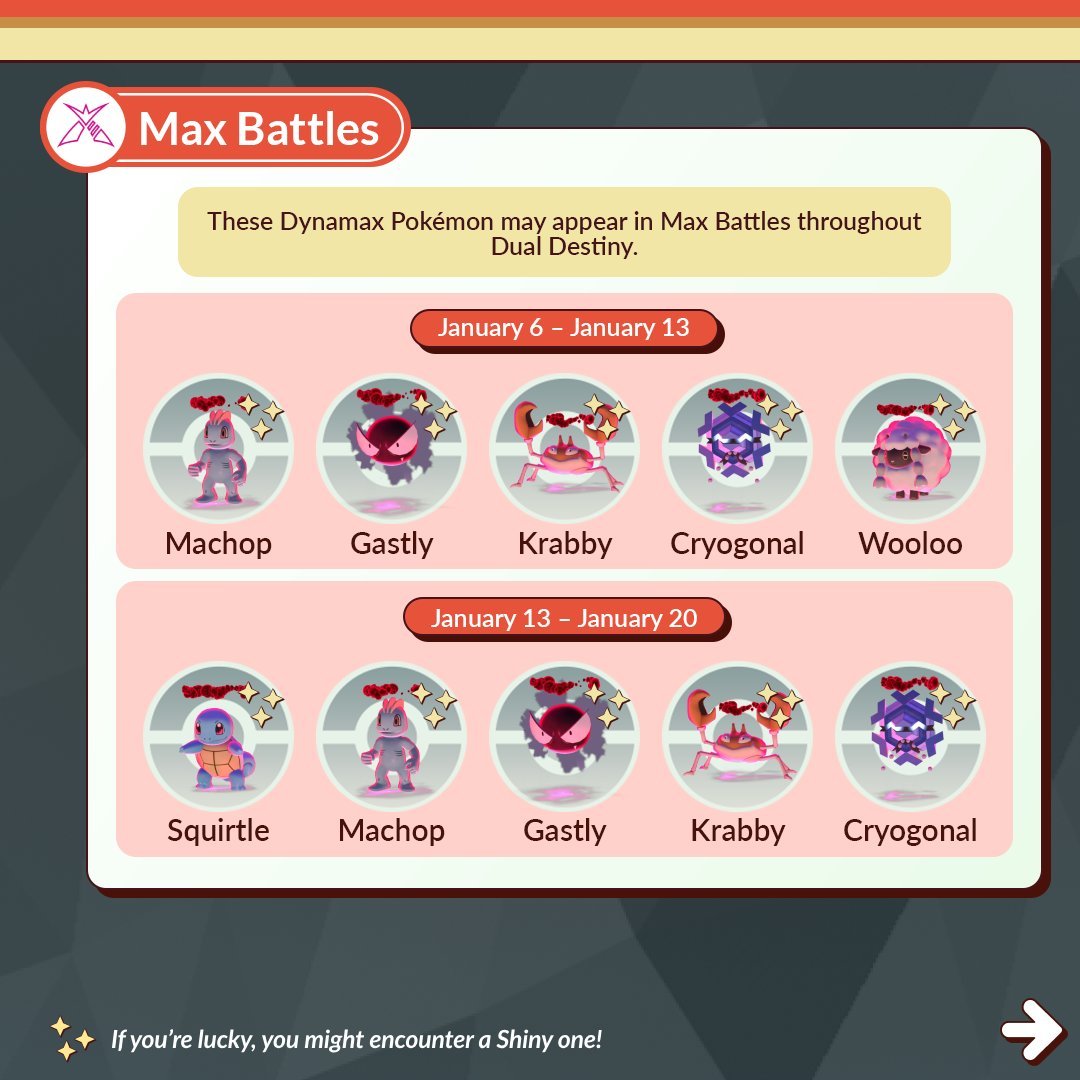 Max Battles
These Dynamax Pokémon may appear in Max Battles throughout
Dual Destiny.
January 6 – January 13
Machop
Gastly
Krabby
Cryogonal
Wooloo
January 13 – January 20
Squirtle
Machop
Gastly
Krabby
Cryogonal
If you’re lucky, you might encounter a Shiny one!